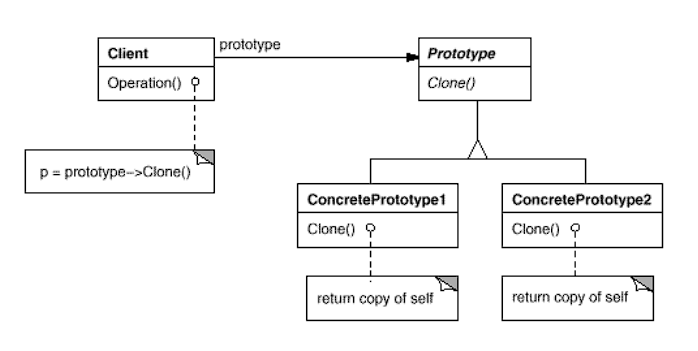 Client
Operation()
prototype
Prototype
Clone()
p = prototype->Clone()
ConcretePrototype1
Clone()
ConcretePrototype2
Clone()
return copy of self
return copy of self